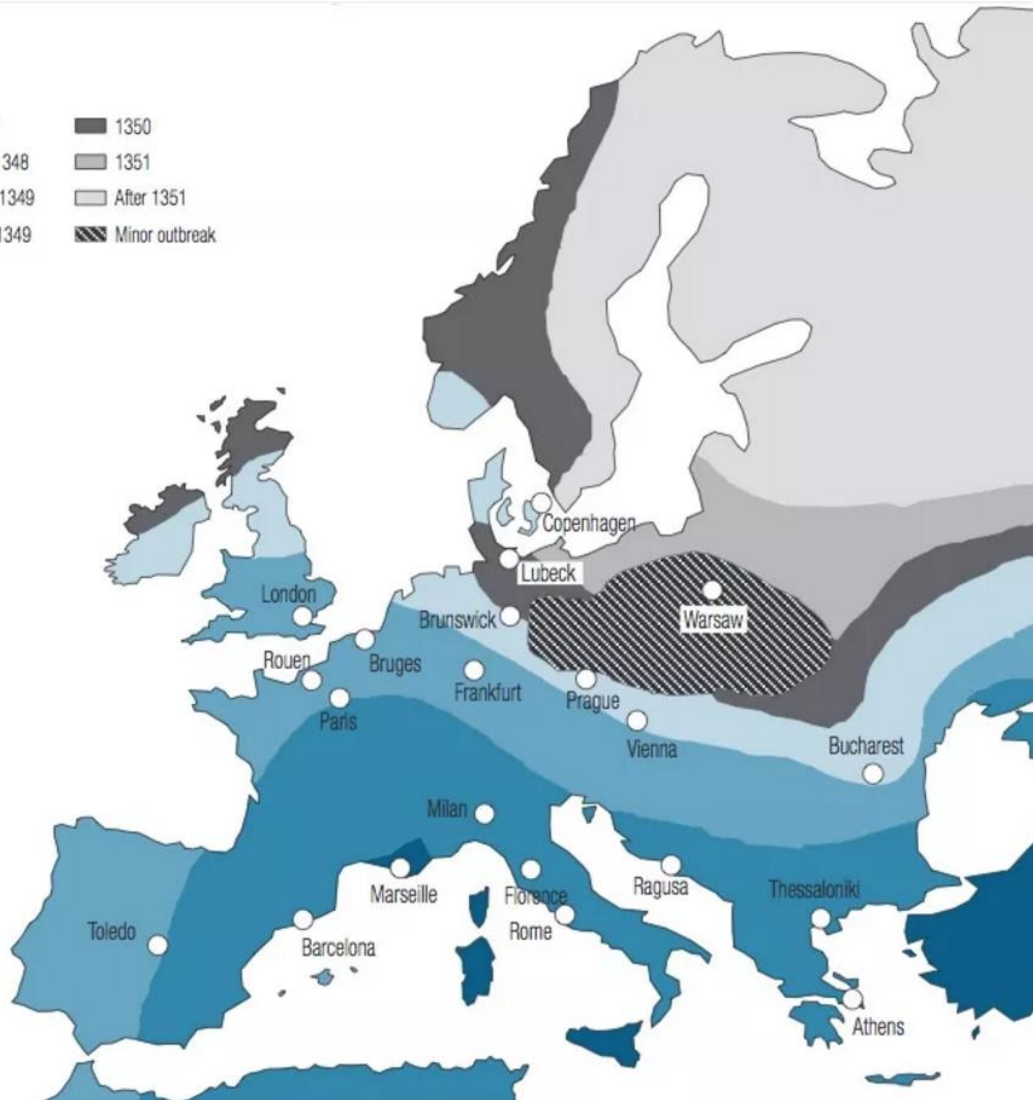 1350
348
1351
1349
After 1351
1349
Minor outbreak
Copenhagen
Lubeck
London
Brunswick
Warsaw
Rouen
Bruges
Frankfurt
Prague
Paris
Vienna
Bucharest
Milan
Marseille
Florence
Ragusa
Thessaloniki
Toledo
Barcelona
Rome
Athens